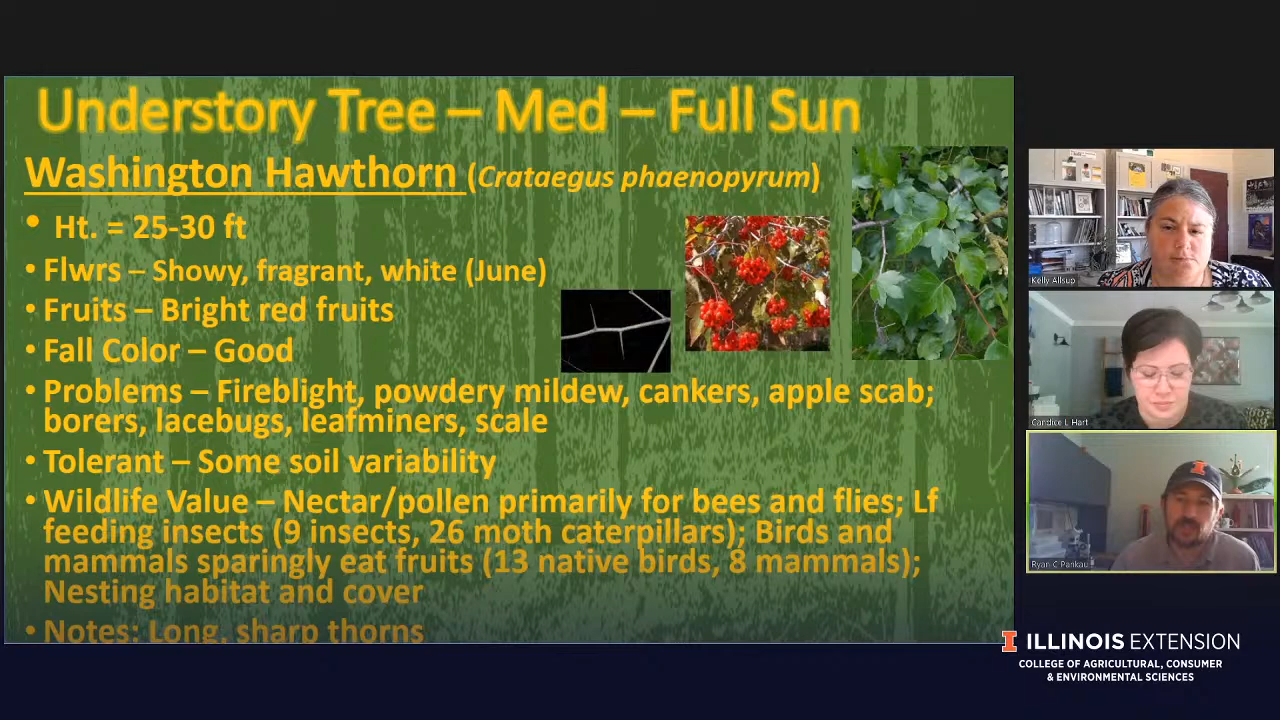 Understory Tree – Med – Full Sun
Washington Hawthorn (Crataegus phaenopyrum)
• Ht. = 25-30 ft
• Flwrs – Showy, fragrant, white (June)
• Fruits – Bright red fruits
• Fall Color – Good
• Problems – Fireblight, powdery mildew, cankers, apple scab;
borers, lacebugs, leafminers, scale
• Tolerant – Some soil variability
• Wildlife Value – Nectar/pollen primarily for bees and flies; Lf
feeding insects (9 insects, 26 moth caterpillars); Birds and
mammals sparingly eat fruits (13 native birds, 8 mammals);
Nesting habitat and cover
• Notes: Long, sharp thorns
Kelly Allsup
Candice L Hart
Ryan C Pankau
I ILLINOIS EXTENSION
COLLEGE OF AGRICULTURAL, CONSUMER
& ENVIRONMENTAL SCIENCES